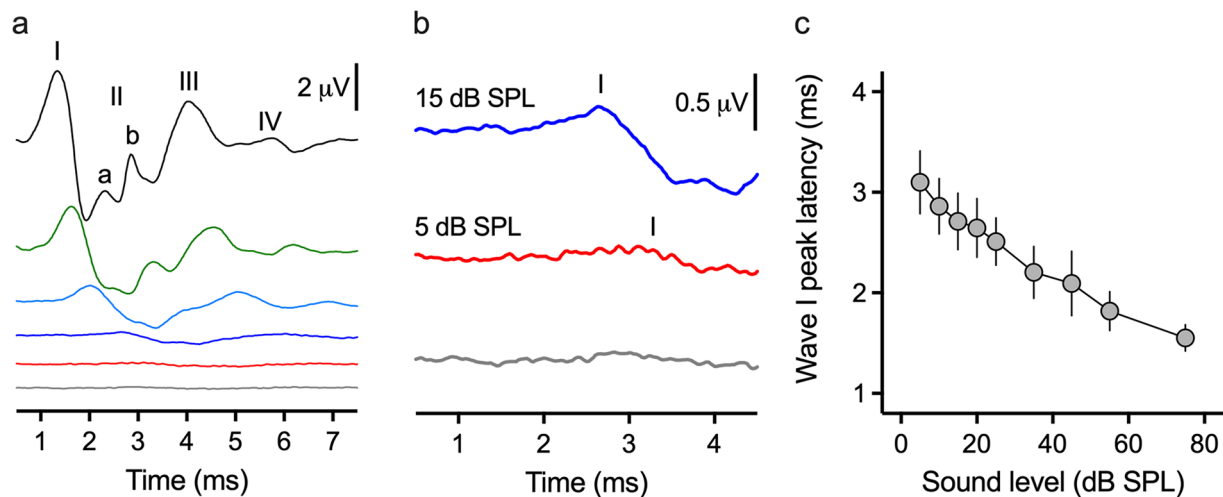 a
I
II
III
2 μV
a
b
IV
1 2 3 4 5 6 7
Time (ms)
b
15 dB SPL
I
0.5 μV
5 dB SPL
I
1 2 3 4
Time (ms)
c
Wave I peak latency (ms)
4
3
2
1
0 20 40 60 80
Sound level (dB SPL)